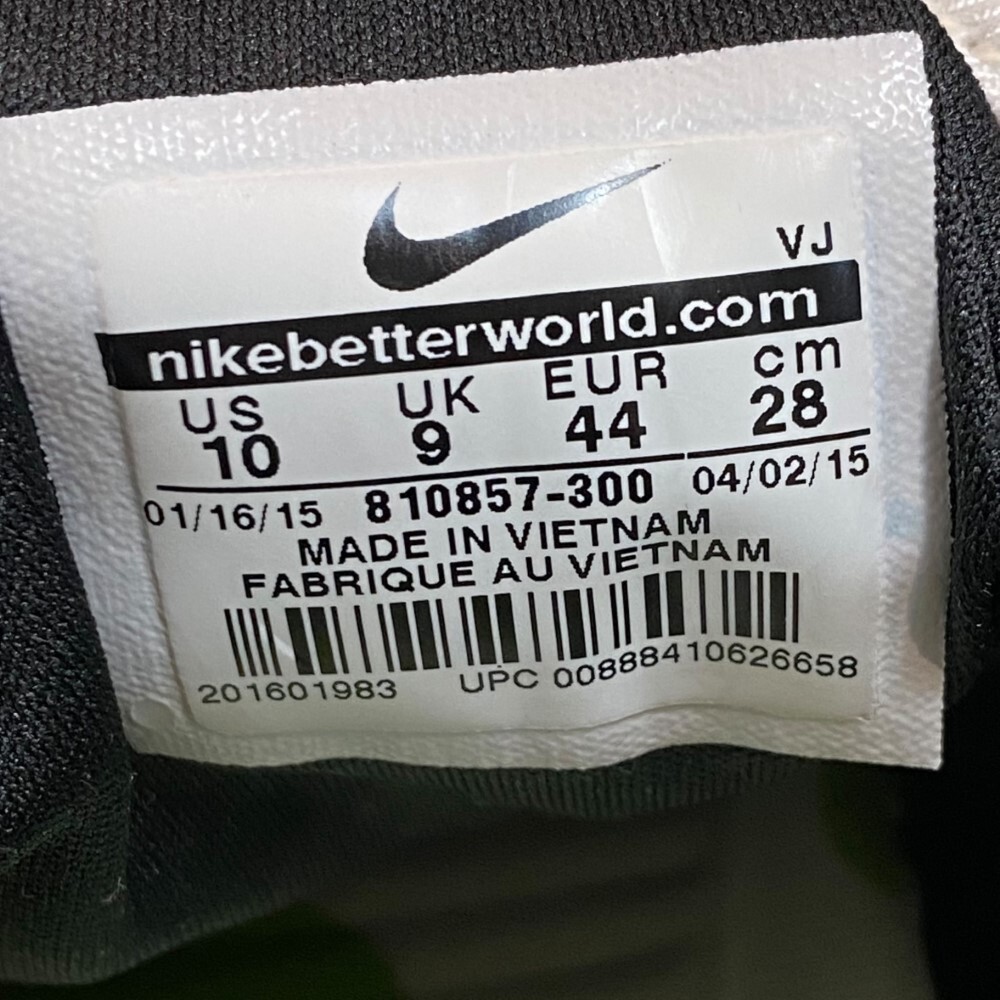 VJ
nikebetterworld.com
US UK EUR cm
10 9 44 28
01/16/15 810857-300 04/02/15
MADE IN VIETNAM
FABRIQUE AU VIETNAM
201601983 UPC 00888410626658